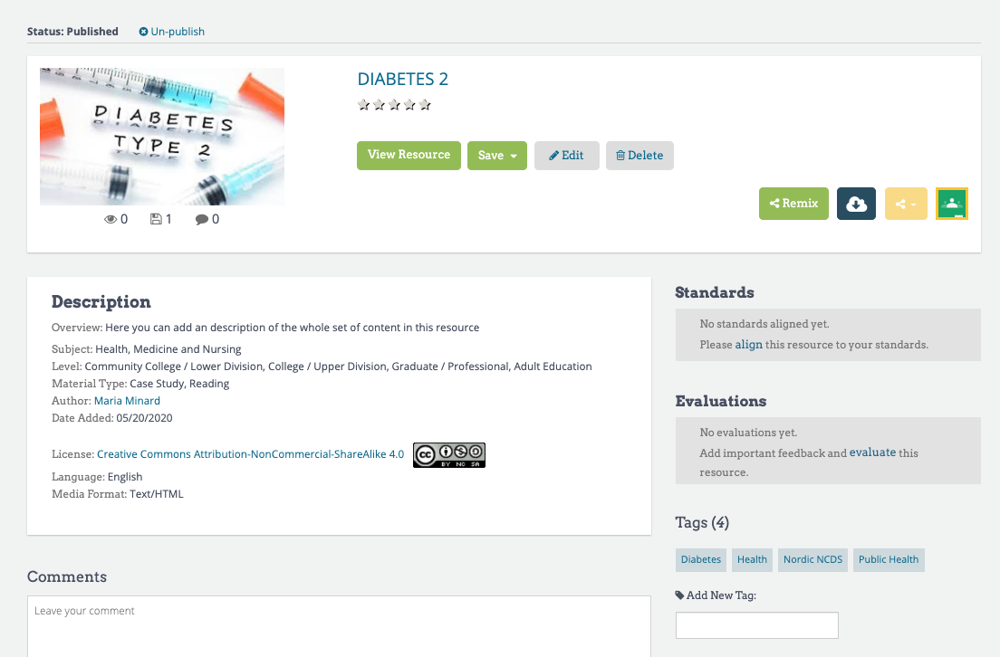 Status: Published Un-publish
DIABETES
TYPE 2
0 1 0
DIABETES 2
View Resource Save Edit Delete
Remix
Description
Overview: Here you can add an description of the whole set of content in this resource
Subject: Health, Medicine and Nursing
Level: Community College / Lower Division, College / Upper Division, Graduate / Professional, Adult Education
Material Type: Case Study, Reading
Author: Maria Minard
Date Added: 05/20/2020
License: Creative Commons Attribution-NonCommercial-ShareAlike 4.0
cc BY NC SA
Language: English
Media Format: Text/HTML
Comments
Leave your comment
Standards
No standards aligned yet.
Please align this resource to your standards.
Evaluations
No evaluations yet.
Add important feedback and evaluate this
resource.
Tags (4)
Diabetes Health Nordic NCDS Public Health
Add New Tag: